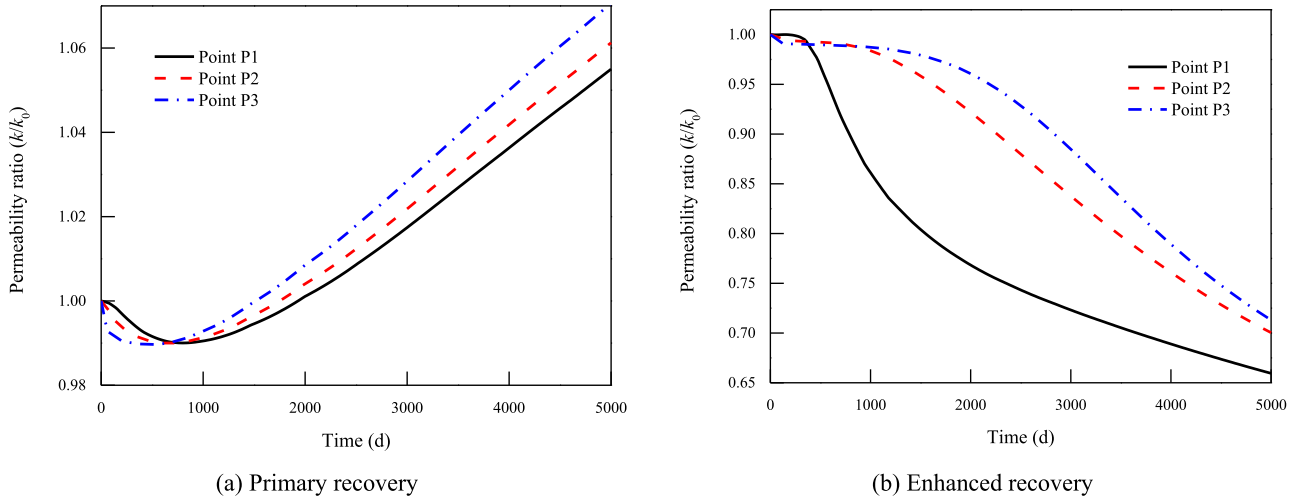 Permeability ratio (k/k0)
1.06
1.04
1.02
1.00
0.98
Point P1
Point P2
Point P3
0
1000
2000
3000
4000
5000
Time (d)
(a) Primary recovery
Permeability ratio (k/k0)
1.00
0.95
0.90
0.85
0.80
0.75
0.70
0.65
Point P1
Point P2
Point P3
0
1000
2000
3000
4000
5000
Time (d)
(b) Enhanced recovery